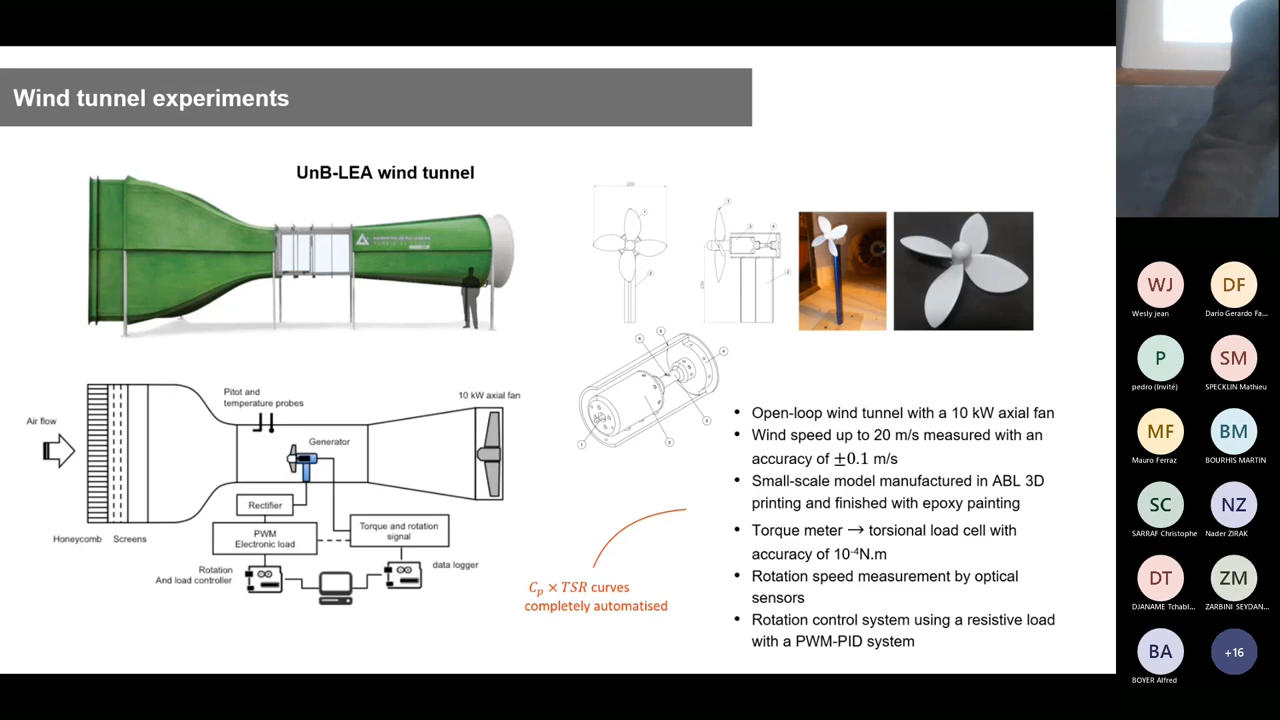 Wind tunnel experiments
UnB-LEA wind tunnel
Pitot and
temperature probes
10 kW axial fan
Air flow
Generator
Rectifier
PWM
Electronic load
Torque and rotation
signal
Honeycomb
Screens
Rotation
And load controller
data logger
Cp × TSR curves
completely automatised
• Open-loop wind tunnel with a 10 kW axial fan
• Wind speed up to 20 m/s measured with an
accuracy of ±0.1 m/s
• Small-scale model manufactured in ABL 3D
printing and finished with epoxy painting
• Torque meter → torsional load cell with
accuracy of 10⁻⁴N.m
• Rotation speed measurement by optical
sensors
• Rotation control system using a resistive load
with a PWM-PID system
WJ
Wesly jean
DF
Darío Gerardo Fa...
P
pedro (Invité)
SM
SPECKLIN Mathieu
MF
Mauro Ferraz
BM
BOURHIS MARTIN
SC
SARRAF Christophe
NZ
Nader ZIRAK
DT
DJANAME Tchabl...
ZM
ZARBINI SEYDAN...
BA
BOYER Alfred
+16